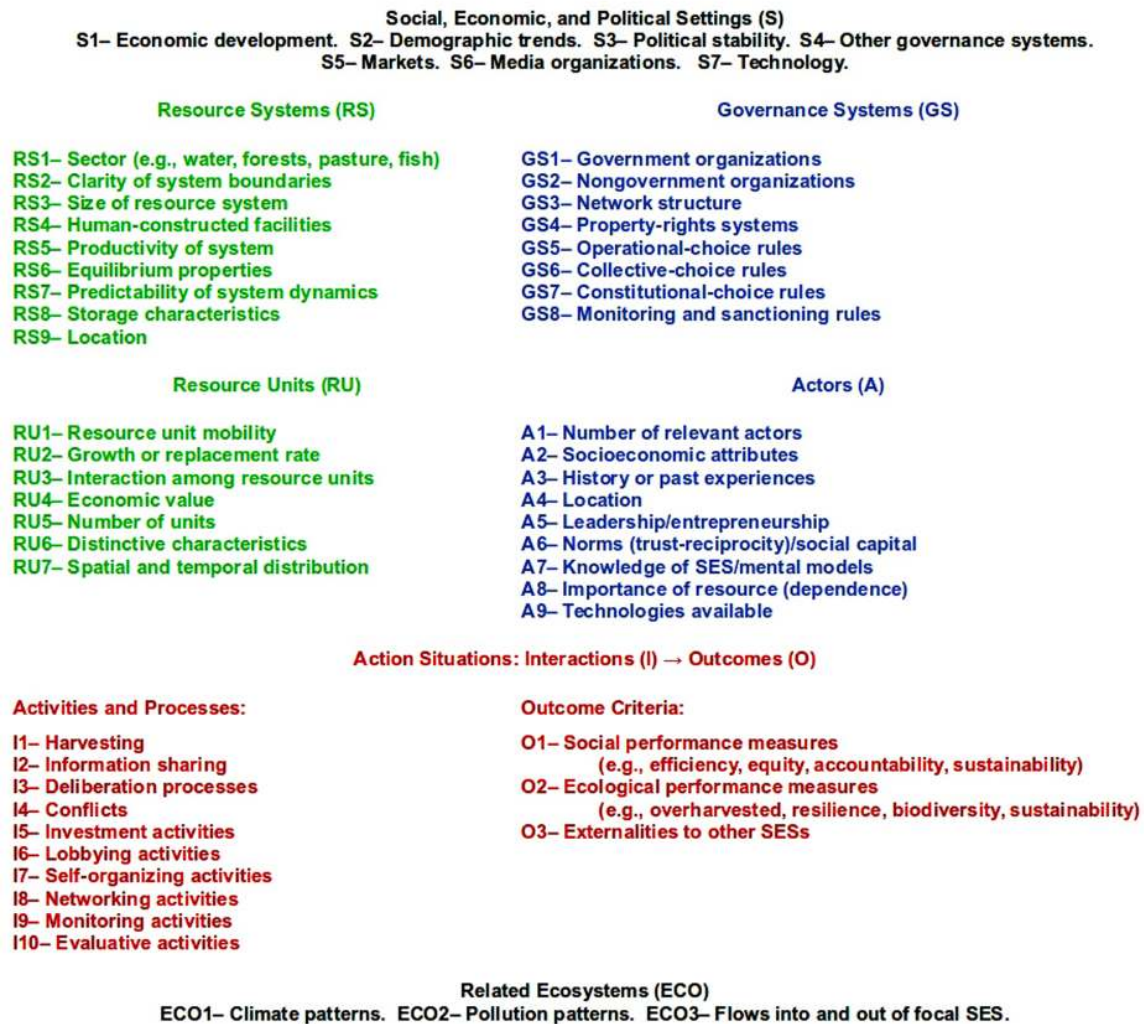 Social, Economic, and Political Settings (S)
S1– Economic development. S2– Demographic trends. S3– Political stability. S4– Other governance systems.
S5– Markets. S6– Media organizations. S7– Technology.
Resource Systems (RS)
RS1– Sector (e.g., water, forests, pasture, fish)
RS2– Clarity of system boundaries
RS3– Size of resource system
RS4– Human-constructed facilities
RS5– Productivity of system
RS6– Equilibrium properties
RS7– Predictability of system dynamics
RS8– Storage characteristics
RS9– Location
Governance Systems (GS)
GS1– Government organizations
GS2– Nongovernment organizations
GS3– Network structure
GS4– Property-rights systems
GS5– Operational-choice rules
GS6– Collective-choice rules
GS7– Constitutional-choice rules
GS8– Monitoring and sanctioning rules
Resource Units (RU)
RU1– Resource unit mobility
RU2– Growth or replacement rate
RU3– Interaction among resource units
RU4– Economic value
RU5– Number of units
RU6– Distinctive characteristics
RU7– Spatial and temporal distribution
Actors (A)
A1– Number of relevant actors
A2– Socioeconomic attributes
A3– History or past experiences
A4– Location
A5– Leadership/entrepreneurship
A6– Norms (trust-reciprocity)/social capital
A7– Knowledge of SES/mental models
A8– Importance of resource (dependence)
A9– Technologies available
Action Situations: Interactions (I) → Outcomes (O)
Activities and Processes:
I1– Harvesting
I2– Information sharing
I3– Deliberation processes
I4– Conflicts
I5– Investment activities
I6– Lobbying activities
I7– Self-organizing activities
I8– Networking activities
I9– Monitoring activities
I10– Evaluative activities
Outcome Criteria:
O1– Social performance measures
(e.g., efficiency, equity, accountability, sustainability)
O2– Ecological performance measures
(e.g., overharvested, resilience, biodiversity, sustainability)
O3– Externalities to other SESs
Related Ecosystems (ECO)
ECO1– Climate patterns. ECO2– Pollution patterns. ECO3– Flows into and out of focal SES.